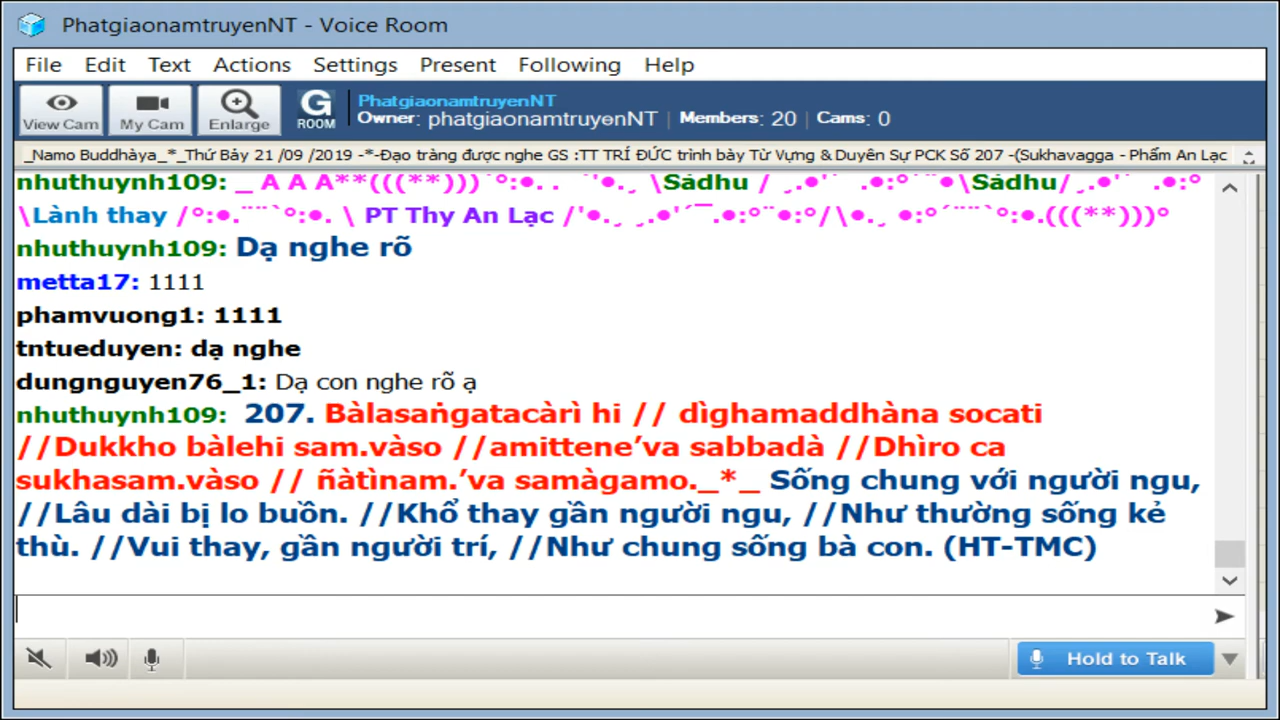 PhatgiaonamtruyenNT - Voice Room
File Edit Text Actions Settings Present Following Help
View Cam My Cam Enlarge G ROOM
PhatgiaonamtruyenNT
Owner: phatgiaonamtruyenNT | Members: 20 | Cams: 0
_Namo Buddhàya_*_Thứ Bảy 21 /09 /2019 -*-Đạo tràng được nghe GS :TT TRÍ ĐỨC trình bày Từ Vựng & Duyên Sự PCK Số 207 -(Sukhavagga - Phẩm An Lạc
nhuthuynh109: _ A A A**(((**)))´°:●. . ¨ ¨'●.¸ \Sādhu / ¸.●'´ ¨ .●:°´¨●\Sādhu/¸.●'´ ¨ .●:°
\Lành thay /°:●.¨¨`°:●. \ PT Thy An Lạc /'●.¸ ¸.●'´¯.●:°¨●:°/\●.¸ ●:°´¨¨`°:●.(((**)))°
nhuthuynh109: Dạ nghe rõ
metta17: 1111
phamvuong1: 1111
tntueduyen: dạ nghe
dungnguyen76_1: Dạ con nghe rõ ạ
nhuthuynh109: 207. Bàlasaṅgatacàrì hi // dìghamaddhàna socati
//Dukkho bàlehi sam.vàso //amittene’va sabbadà //Dhìro ca
sukhasam.vàso // ñàtìnam.’va samàgamo._*_ Sống chung với người ngu,
//Lâu dài bị lo buồn. //Khổ thay gần người ngu, //Như thường sống kẻ
thù. //Vui thay, gần người trí, //Như chung sống bà con. (HT-TMC)
Hold to Talk